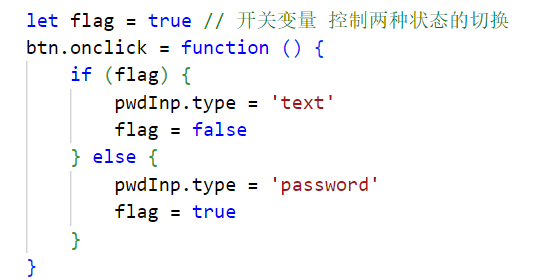 let flag = true // 开关变量 控制两种状态的切换
btn.onclick = function () {
    if (flag) {
        pwdInp.type = 'text'
        flag = false
    } else {
        pwdInp.type = 'password'
        flag = true
    }
}